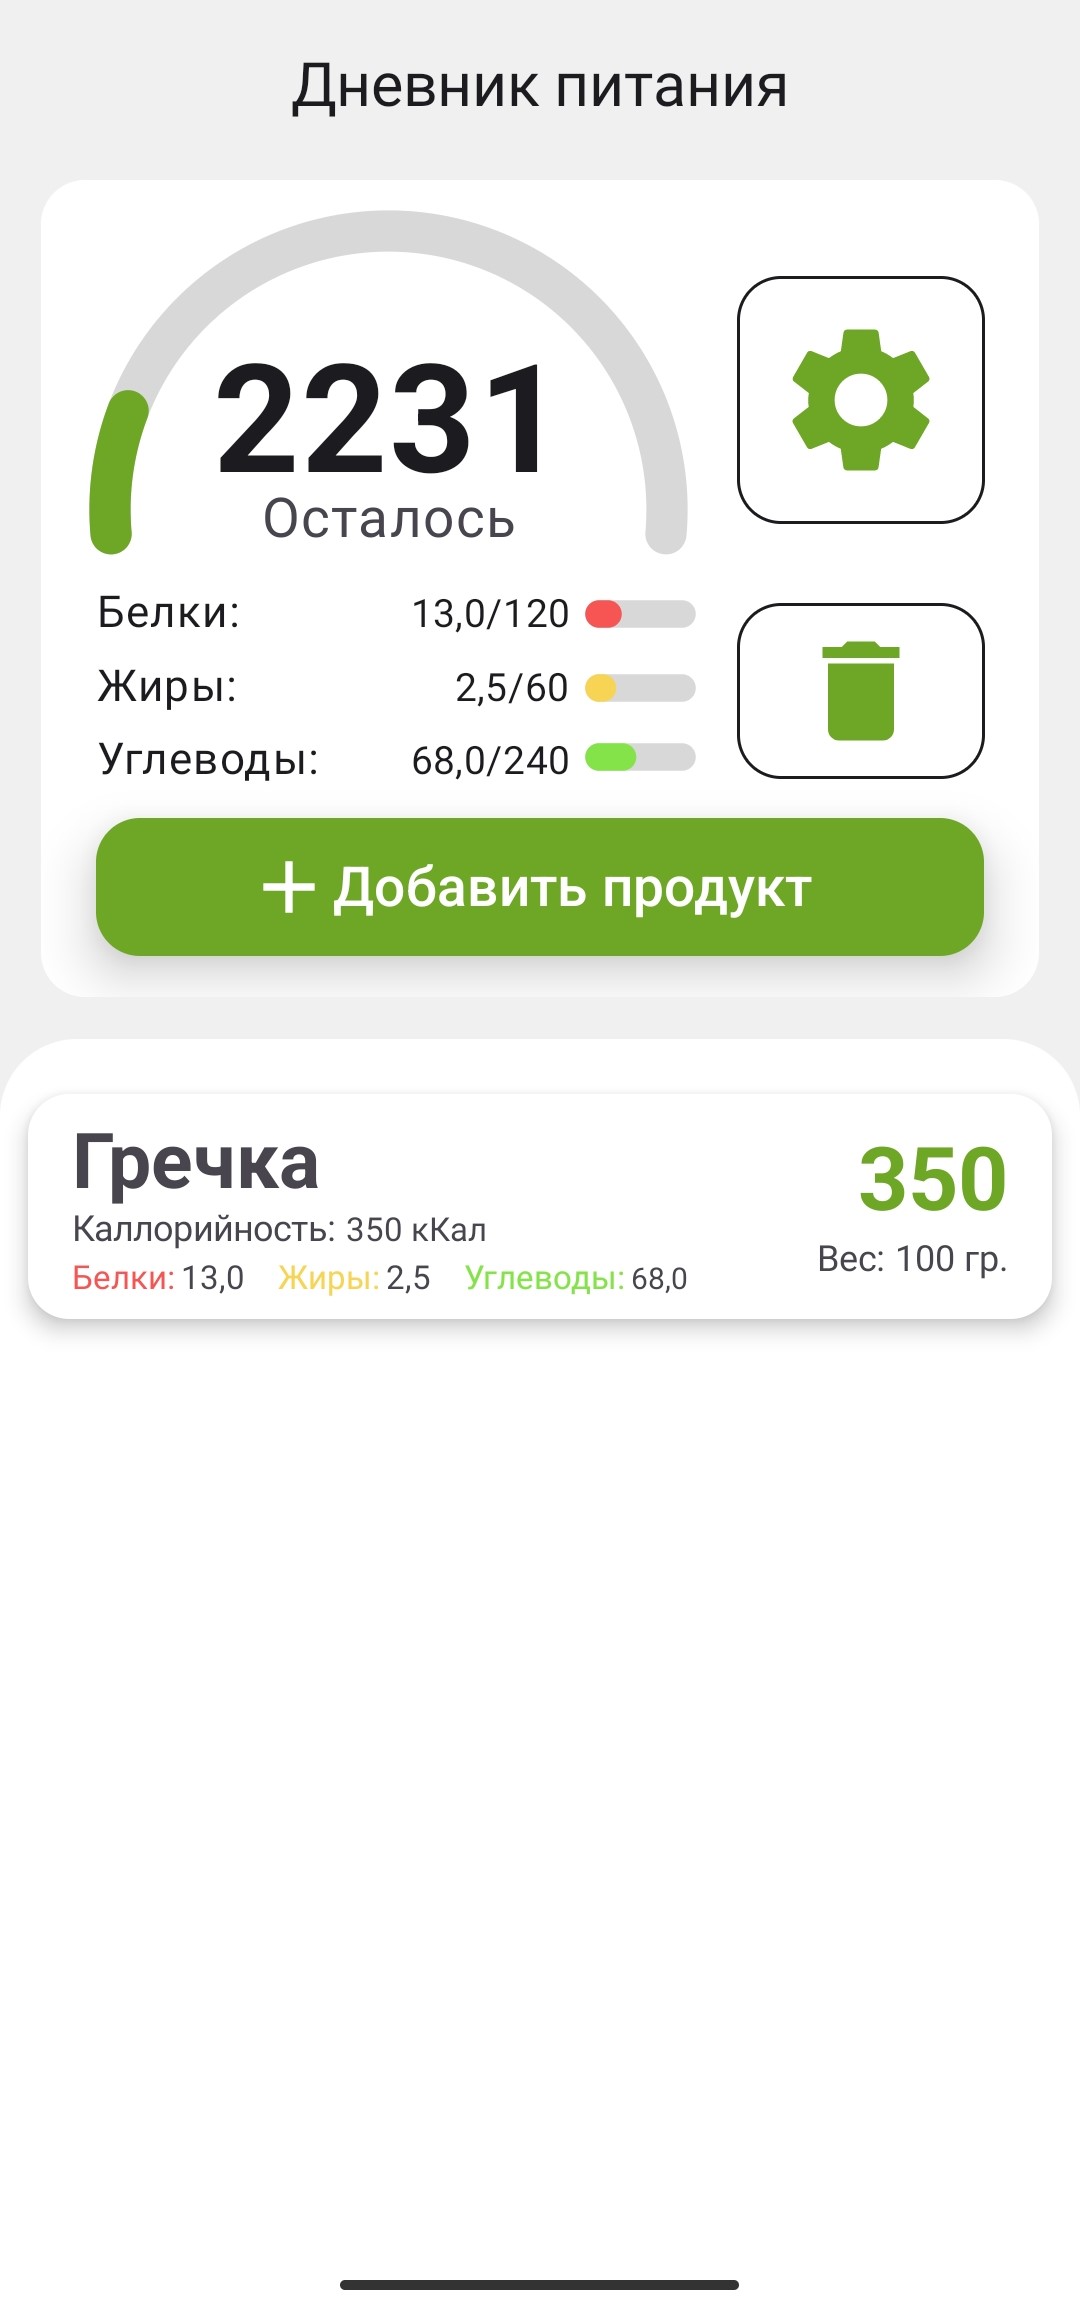 Дневник питания
2231
Осталось
Белки: 13,0/120
Жиры: 2,5/60
Углеводы: 68,0/240
Добавить продукт
Гречка
350
Каллорийность: 350 кКал
Вес: 100 гр.
Белки: 13,0 Жиры: 2,5 Углеводы: 68,0